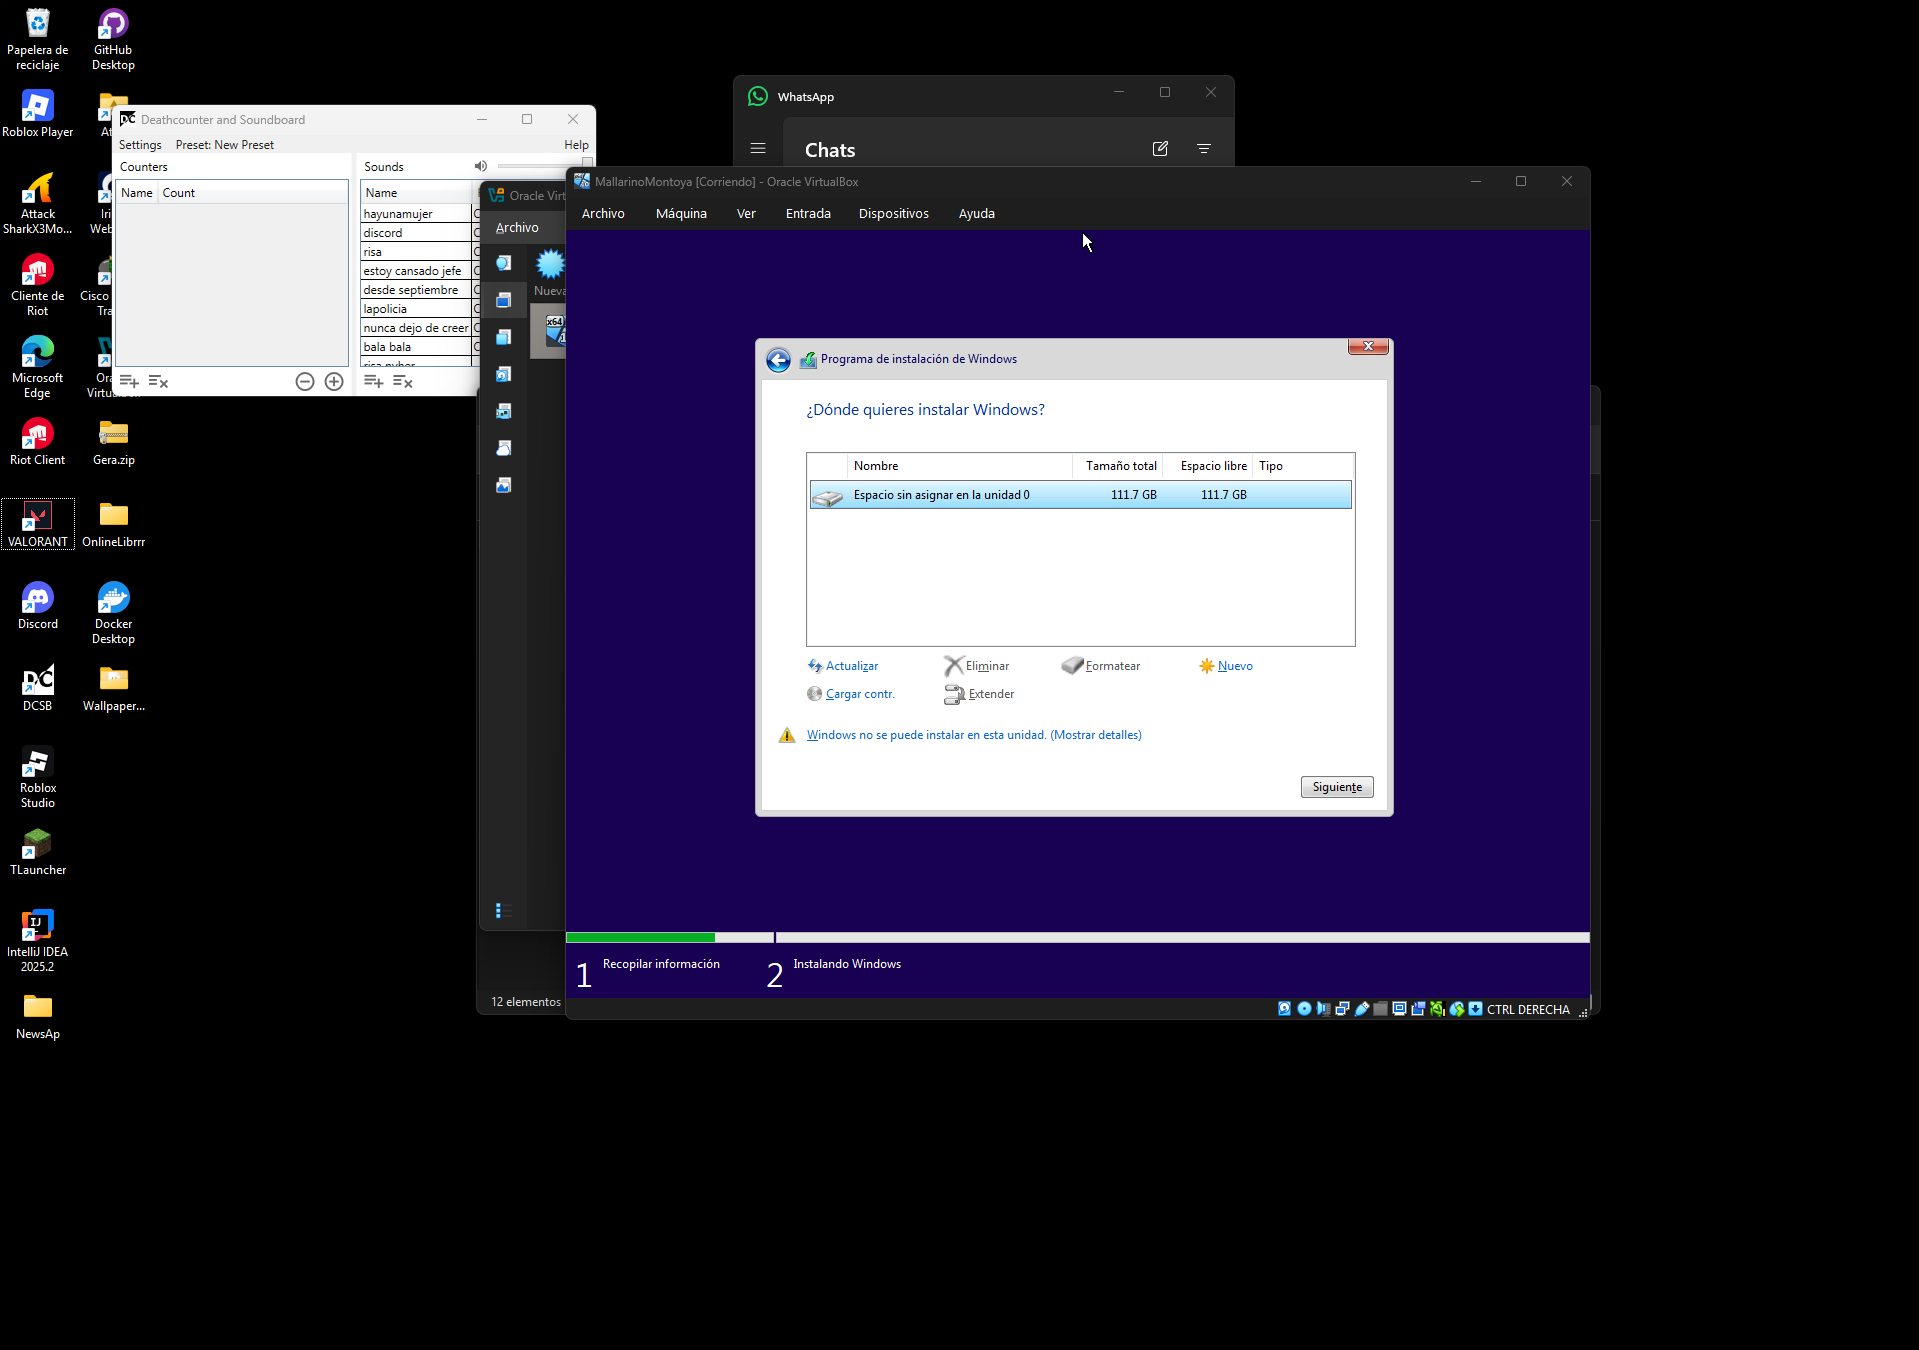 Papelera de
reciclaje
GitHub
Desktop
Roblox Player
Attack
SharkX3Mo...
Cliente de
Riot
Cisco
Microsoft
Edge
Riot Client
Gera.zip
VALORANT
OnlineLibrrr
Discord
Docker
Desktop
DCSB
Wallpaper...
Roblox
Studio
TLauncher
IntelliJ IDEA
2025.2
NewsAp
Deathcounter and Soundboard
Settings Preset: New Preset Help
Counters
Name Count
Sounds
Name
hayunamujer
discord
risa
estoy cansado jefe
desde septiembre
lapolicia
nunca dejo de creer
bala bala
WhatsApp
Chats
Oracle Virt
Archivo
Nueva
x64
12 elementos
MallarinoMontoya [Corriendo] - Oracle VirtualBox
Archivo Máquina Ver Entrada Dispositivos Ayuda
Programa de instalación de Windows
¿Dónde quieres instalar Windows?
Nombre Tamaño total Espacio libre Tipo
Espacio sin asignar en la unidad 0 111.7 GB 111.7 GB
Actualizar Eliminar Formatear Nuevo
Cargar contr. Extender
Windows no se puede instalar en esta unidad. (Mostrar detalles)
Siguiente
1 Recopilar información 2 Instalando Windows
CTRL DERECHA